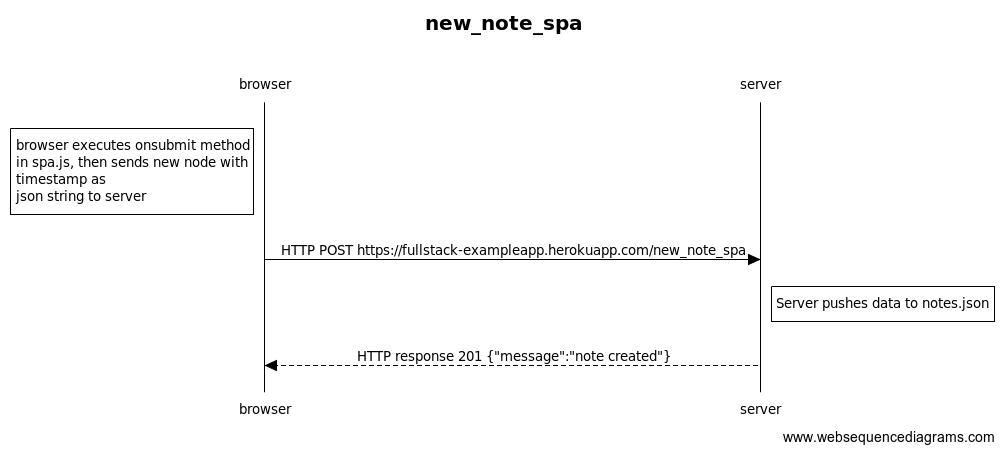 new_note_spa
browser
server
browser executes onsubmit method
in spa.js, then sends new node with
timestamp as
json string to server
HTTP POST https://fullstack-exampleapp.herokuapp.com/new_note_spa
Server pushes data to notes.json
HTTP response 201 {"message":"note created"}
browser
server
www.websequencediagrams.com